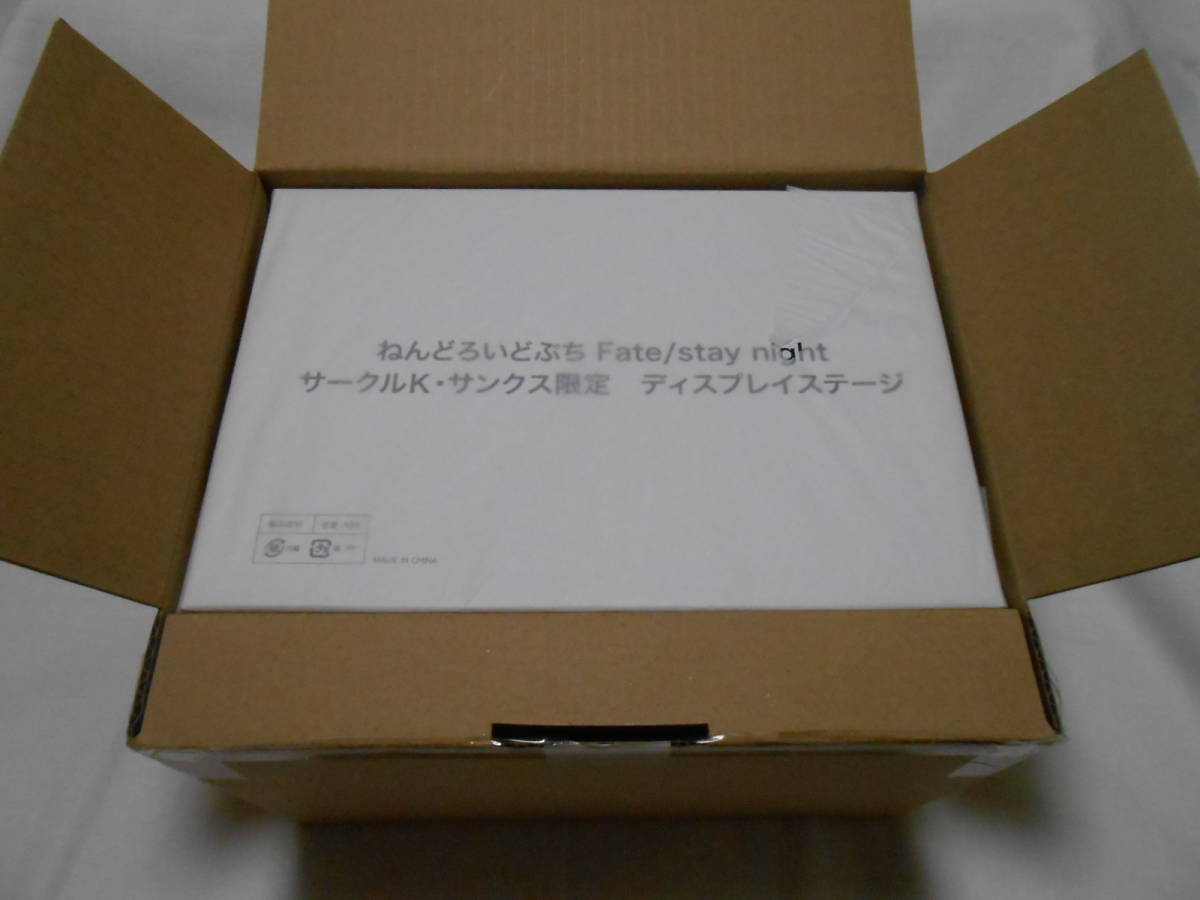 ねんどろいどぷち Fate/stay night
サークルK・サンクス限定　ディスプレイステージ
MADE IN CHINA